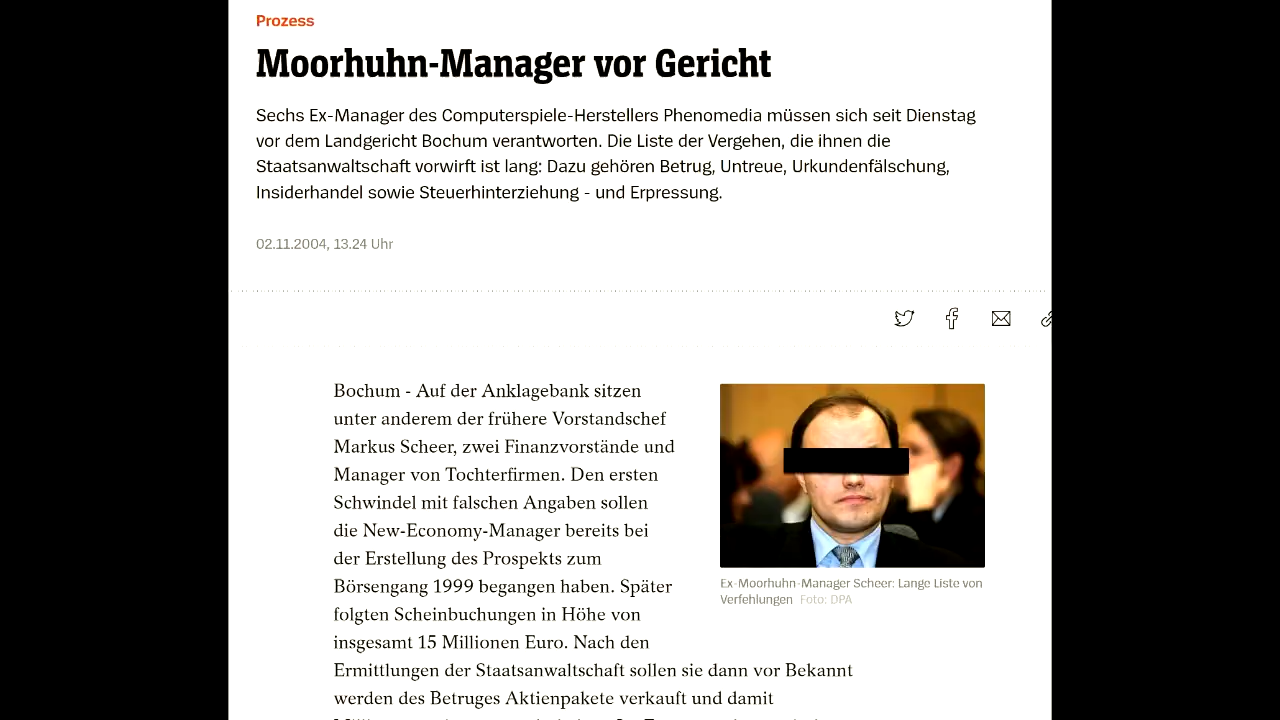 Prozess
Moorhuhn-Manager vor Gericht
Sechs Ex-Manager des Computerspiele-Herstellers Phenomedia müssen sich seit Dienstag
vor dem Landgericht Bochum verantworten. Die Liste der Vergehen, die ihnen die
Staatsanwaltschaft vorwirft ist lang: Dazu gehören Betrug, Untreue, Urkundenfälschung,
Insiderhandel sowie Steuerhinterziehung - und Erpressung.
02.11.2004, 13.24 Uhr
Bochum - Auf der Anklagebank sitzen
unter anderem der frühere Vorstandschef
Markus Scheer, zwei Finanzvorstände und
Manager von Tochterfirmen. Den ersten
Schwindel mit falschen Angaben sollen
die New-Economy-Manager bereits bei
der Erstellung des Prospekts zum
Börsengang 1999 begangen haben. Später
folgten Scheinbuchungen in Höhe von
insgesamt 15 Millionen Euro. Nach den
Ermittlungen der Staatsanwaltschaft sollen sie dann vor Bekannt
werden des Betruges Aktienpakete verkauft und damit
Ex-Moorhuhn-Manager Scheer: Lange Liste von
Verfehlungen Foto: DPA